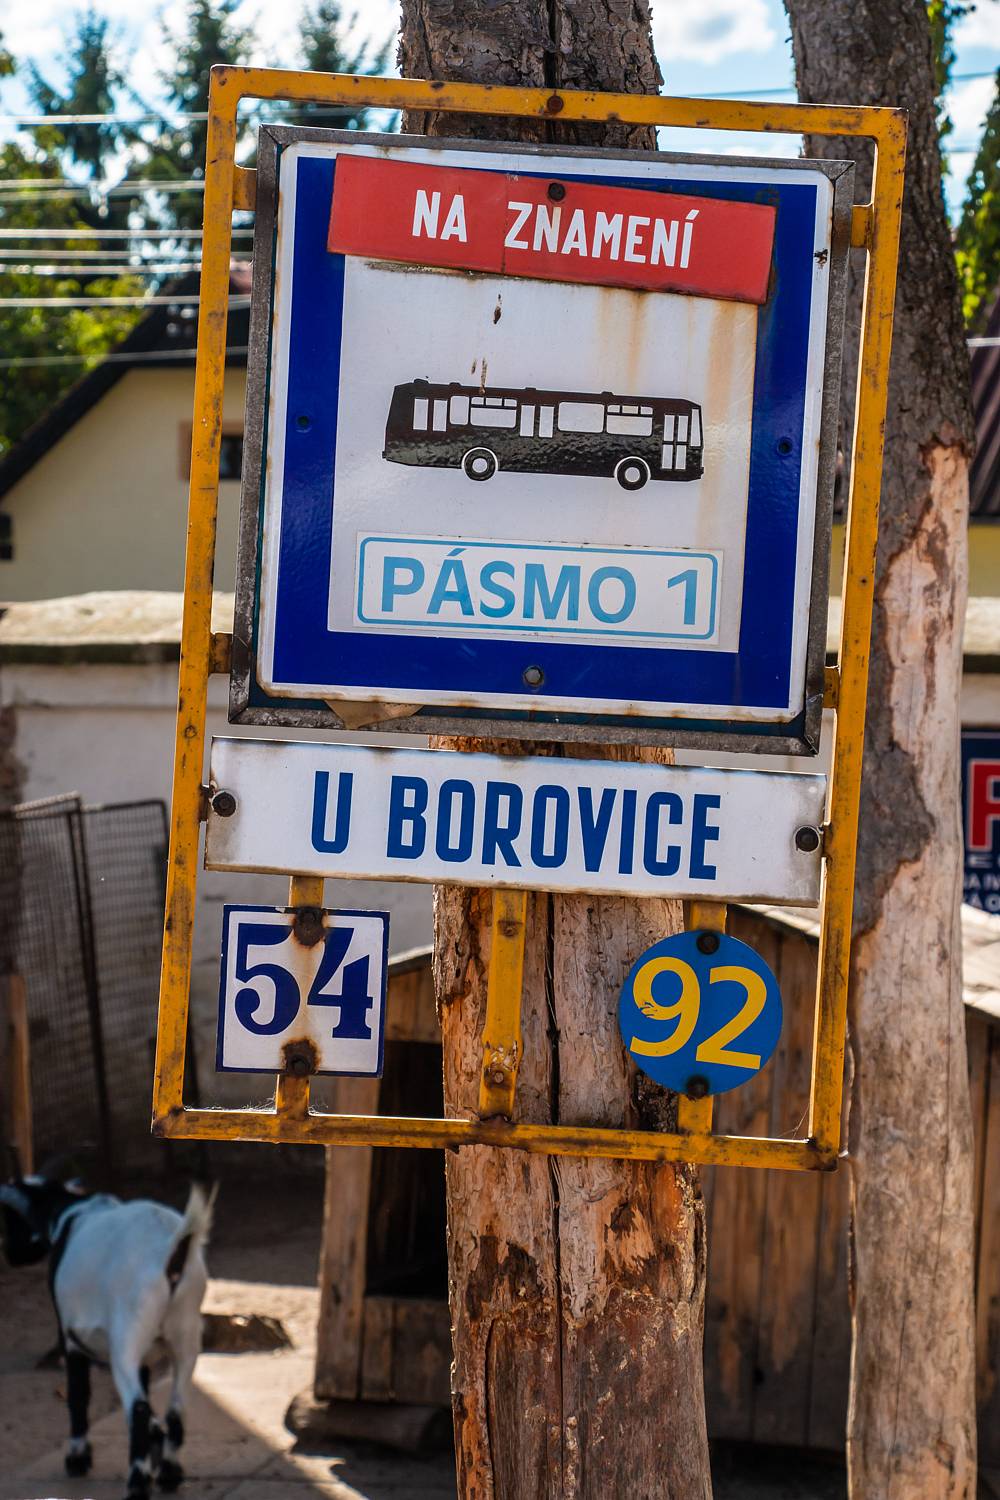 NA ZNAMENÍ
PÁSMO 1
U BOROVICE
54
92